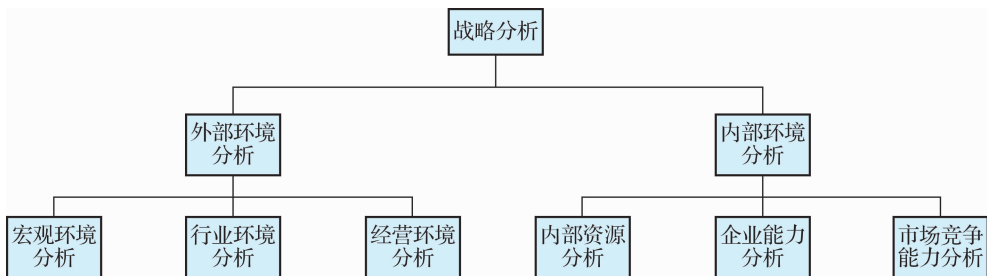 战略分析
外部环境
分析
内部环境
分析
宏观环境
分析
行业环境
分析
经营环境
分析
内部资源
分析
企业能力
分析
市场竞争
能力分析